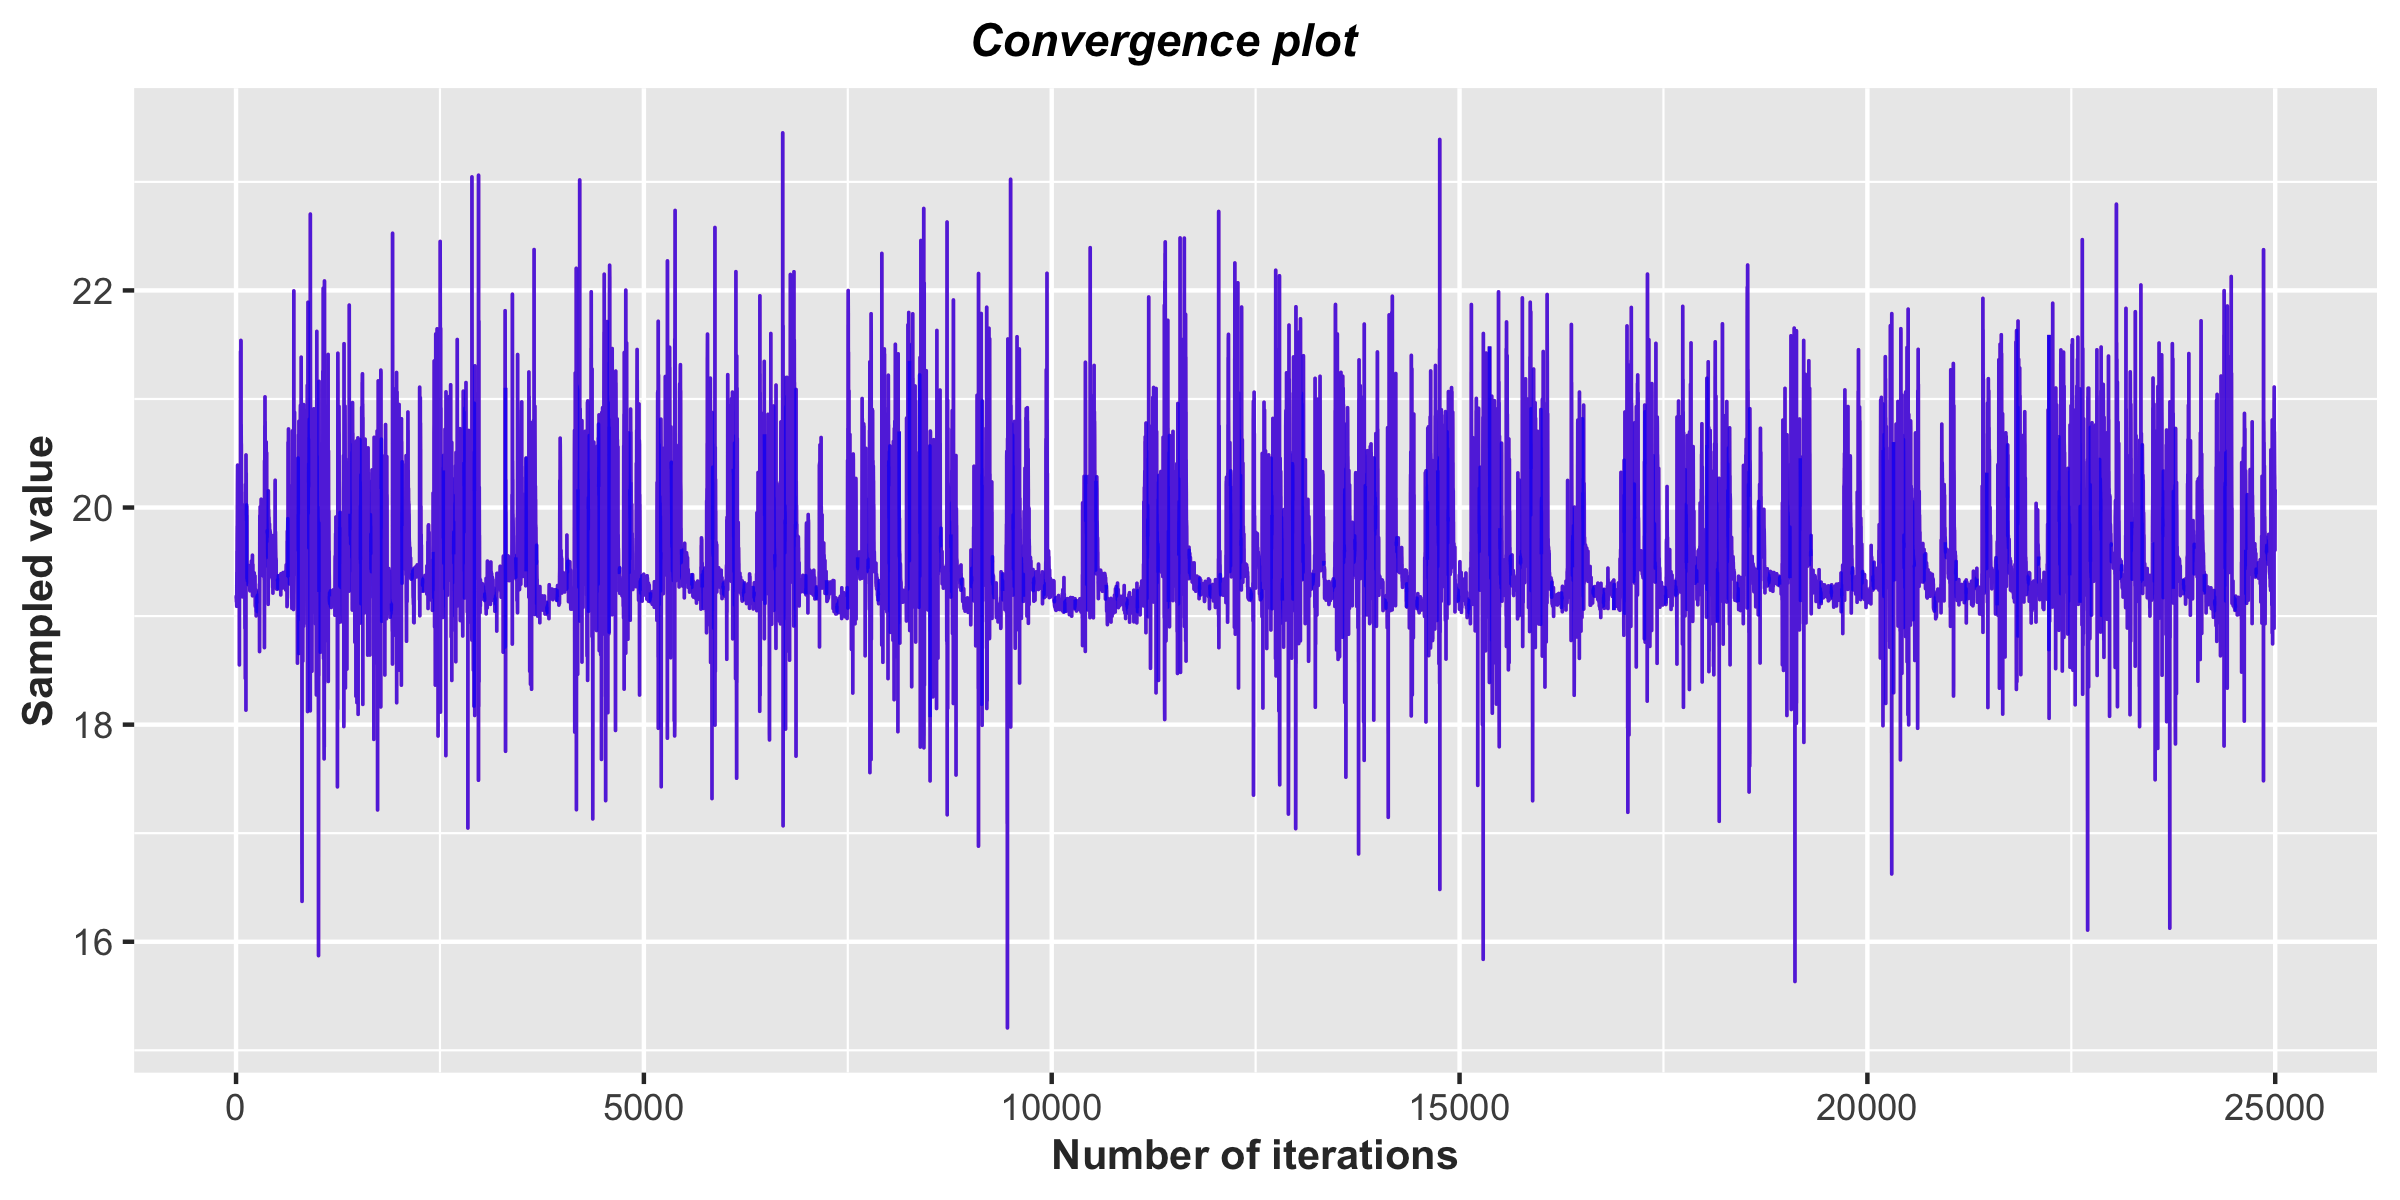 Convergence plot
Sampled value
22
20
18
16
0 5000 10000 15000 20000 25000
Number of iterations